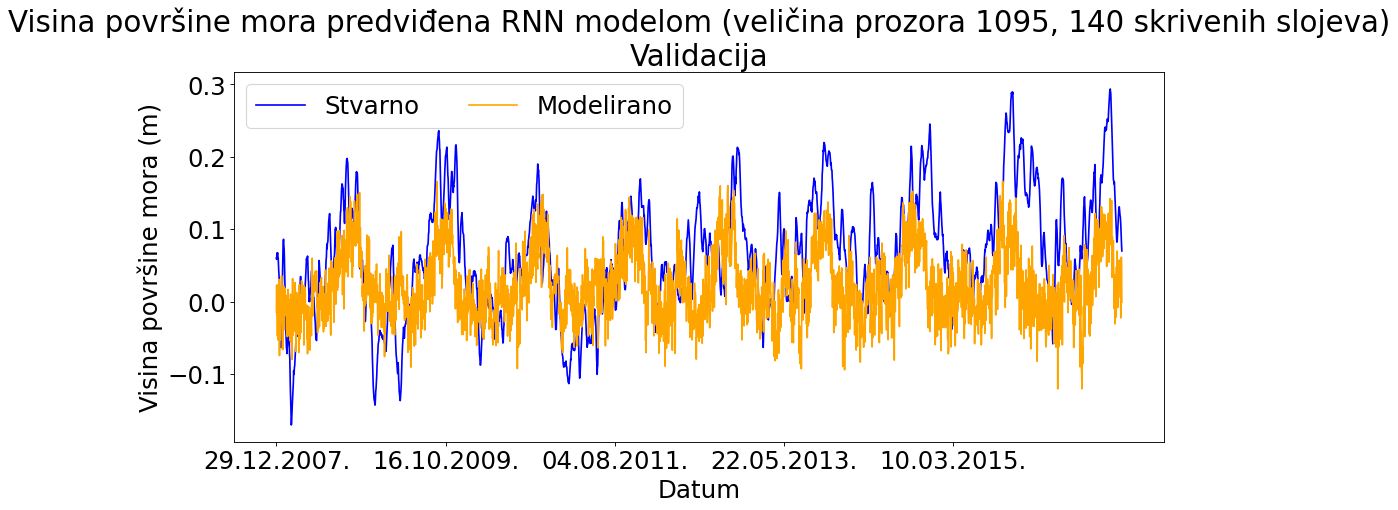 Visina površine mora predviđena RNN modelom (veličina prozora 1095, 140 skrivenih slojeva)
Validacija
Stvarno
Modelirano
Visina površine mora (m)
0.3
0.2
0.1
0.0
−0.1
29.12.2007.
16.10.2009.
04.08.2011.
22.05.2013.
10.03.2015.
Datum